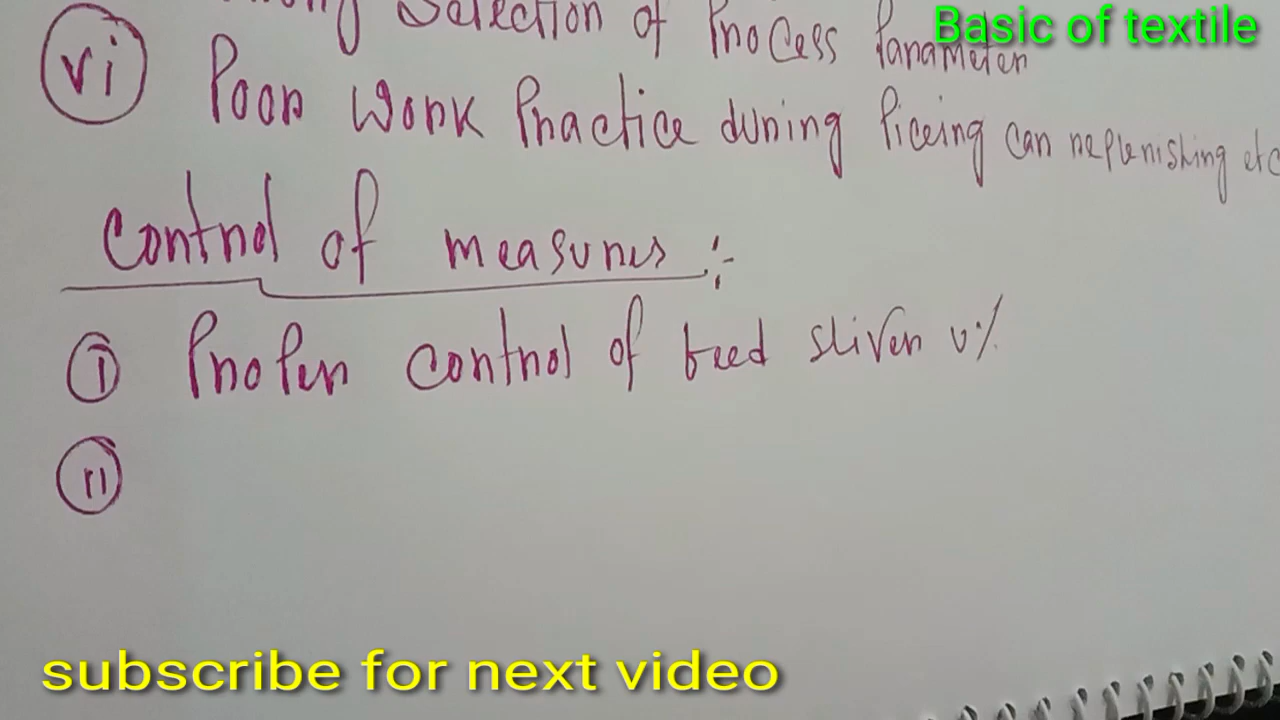 Selection of Process Parameter
Basic of textile
vi Poor Work Practice during Piceing can replenishing etc
Control of measures :-
i Proper control of feed sliver U%
ii
subscribe for next video